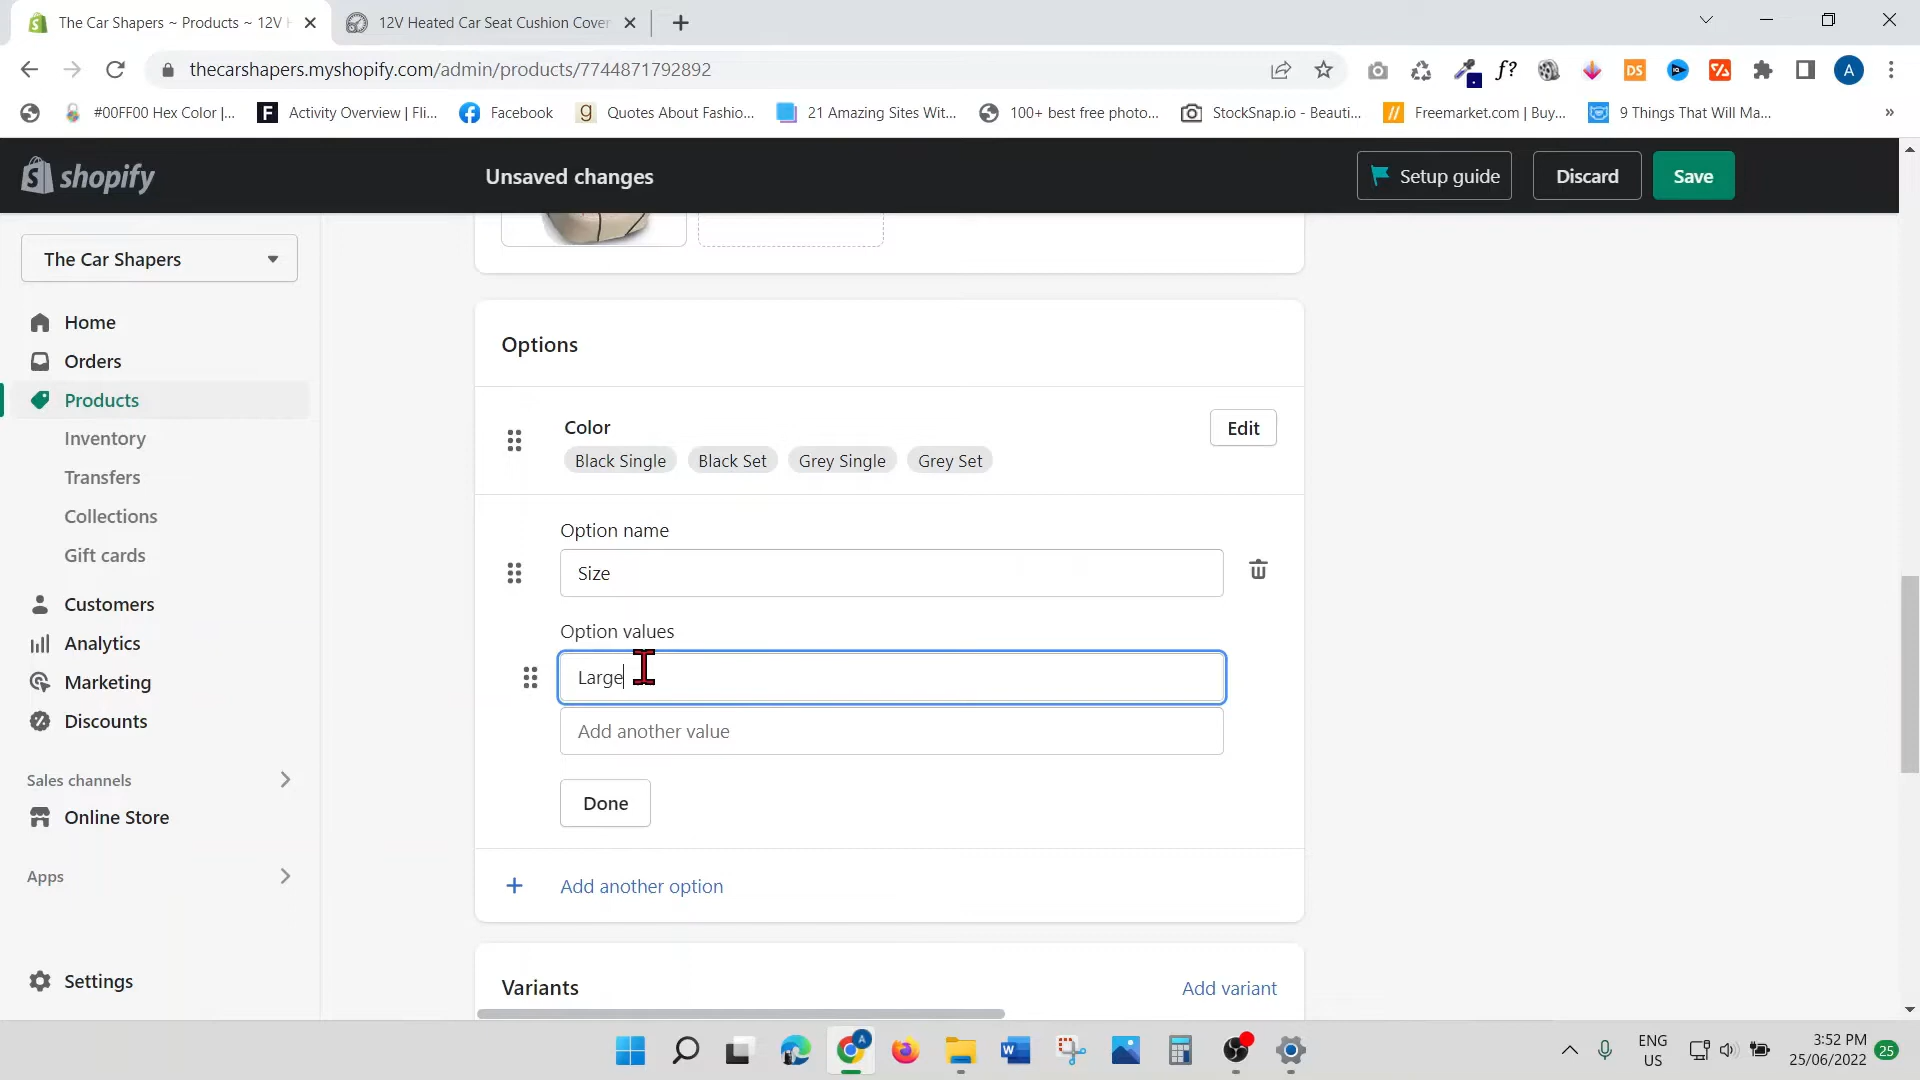 The Car Shapers ~ Products ~ 12V H
12V Heated Car Seat Cushion Cover
thecarshapers.myshopify.com/admin/products/7744871792892
#00FF00 Hex Color |...
Activity Overview | Fli...
Facebook
Quotes About Fashio...
21 Amazing Sites Wit...
100+ best free photo...
StockSnap.io - Beauti...
Freemarket.com | Buy...
9 Things That Will Ma...
shopify
Unsaved changes
Setup guide
Discard
Save
The Car Shapers
Home
Orders
Products
Inventory
Transfers
Collections
Gift cards
Customers
Analytics
Marketing
Discounts
Sales channels
Online Store
Apps
Settings
Options
Color
Edit
Black Single
Black Set
Grey Single
Grey Set
Option name
Size
Option values
Large
Add another value
Done
Add another option
Variants
Add variant
ENG
US
3:52 PM
25/06/2022
25